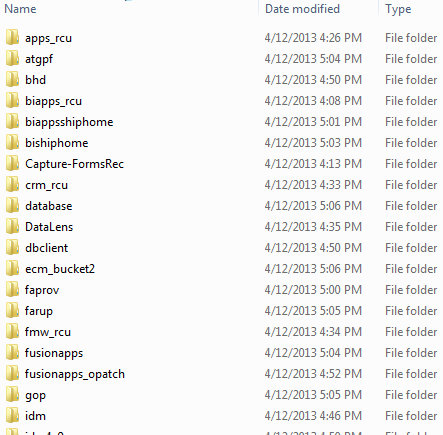 Name Date modified Type
apps_rcu 4/12/2013 4:26 PM File folder
atgpf 4/12/2013 5:04 PM File folder
bhd 4/12/2013 4:50 PM File folder
biapps_rcu 4/12/2013 4:08 PM File folder
biappsshiphome 4/12/2013 5:01 PM File folder
bishiphome 4/12/2013 5:03 PM File folder
Capture-FormsRec 4/12/2013 4:13 PM File folder
crm_rcu 4/12/2013 4:33 PM File folder
database 4/12/2013 5:06 PM File folder
DataLens 4/12/2013 4:35 PM File folder
dbclient 4/12/2013 4:50 PM File folder
ecm_bucket2 4/12/2013 5:06 PM File folder
faprov 4/12/2013 5:00 PM File folder
farup 4/12/2013 5:05 PM File folder
fmw_rcu 4/12/2013 4:34 PM File folder
fusionapps 4/12/2013 5:04 PM File folder
fusionapps_opatch 4/12/2013 4:52 PM File folder
gop 4/12/2013 5:05 PM File folder
idm 4/12/2013 4:46 PM File folder